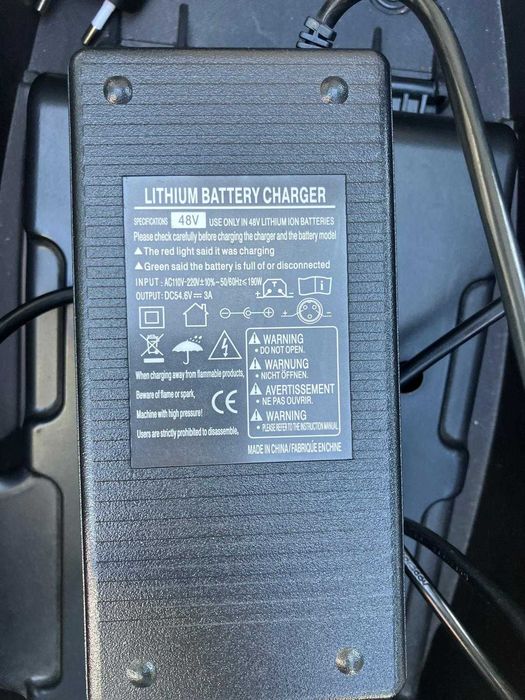 LITHIUM BATTERY CHARGER
SPECIFICATIONS 48V USE ONLY IN 48V LITHIUM ION BATTERIES
Please check carefully before charging the charger and the battery model
▲The red light said it was charging
▲Green said the battery is full of or disconnected
INPUT: AC110V-220V±10%~50/60Hz≤190W
OUTPUT: DC54.6V⎓3A
When charging away from flammable products,
Beware of flame or spark,
Machine with high pressure!
Users are strictly prohibited to disassemble.
CE
WARNING
• DO NOT OPEN.
WARNUNG
• NICHT ÖFFNEN.
AVERTISSEMENT
• NE PAS OUVRIR.
WARNING
• PLEASE REFER TO THE INSTRUCTION MANUAL
MADE IN CHINA/FABRIQUE EN CHINE